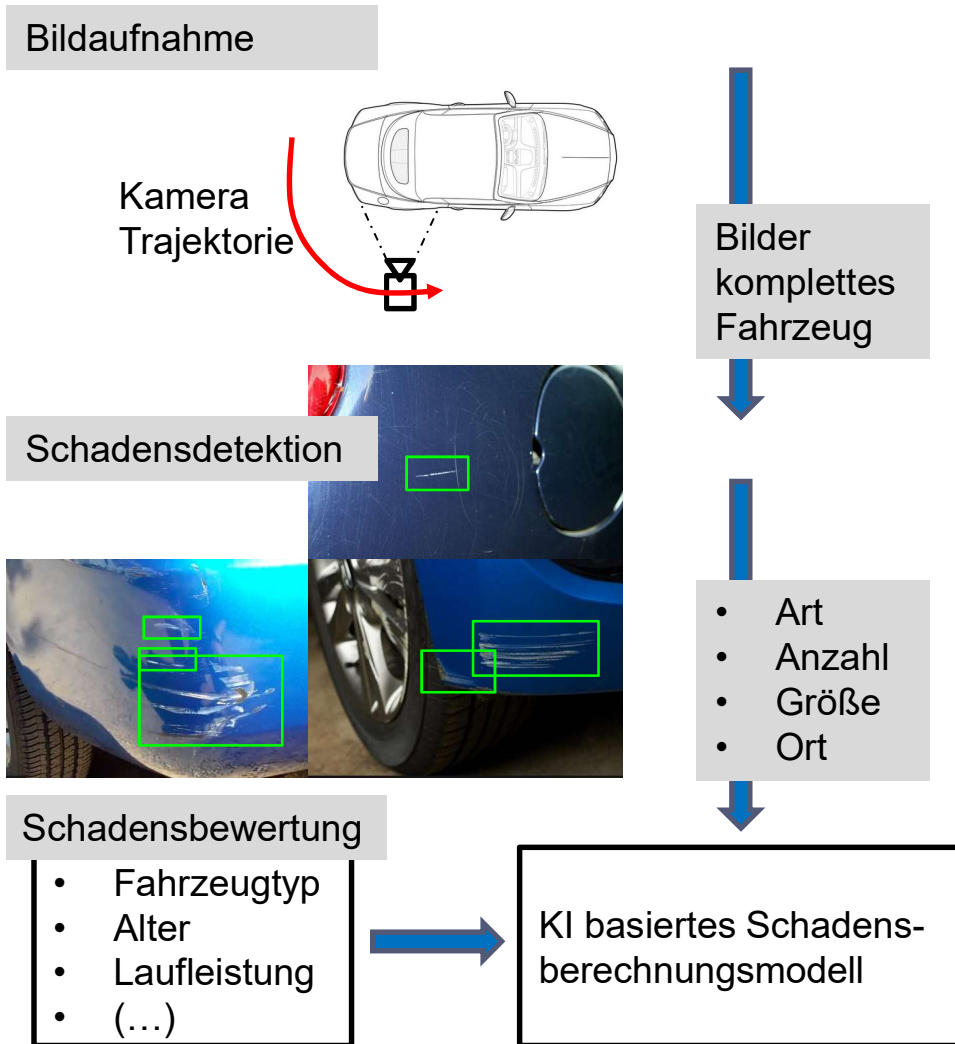 Bildaufnahme
Kamera
Trajektorie
Bilder
komplettes
Fahrzeug
Schadensdetektion
• Art
• Anzahl
• Größe
• Ort
Schadensbewertung
• Fahrzeugtyp
• Alter
• Laufleistung
• (…)
KI basiertes Schadens-
berechnungsmodell